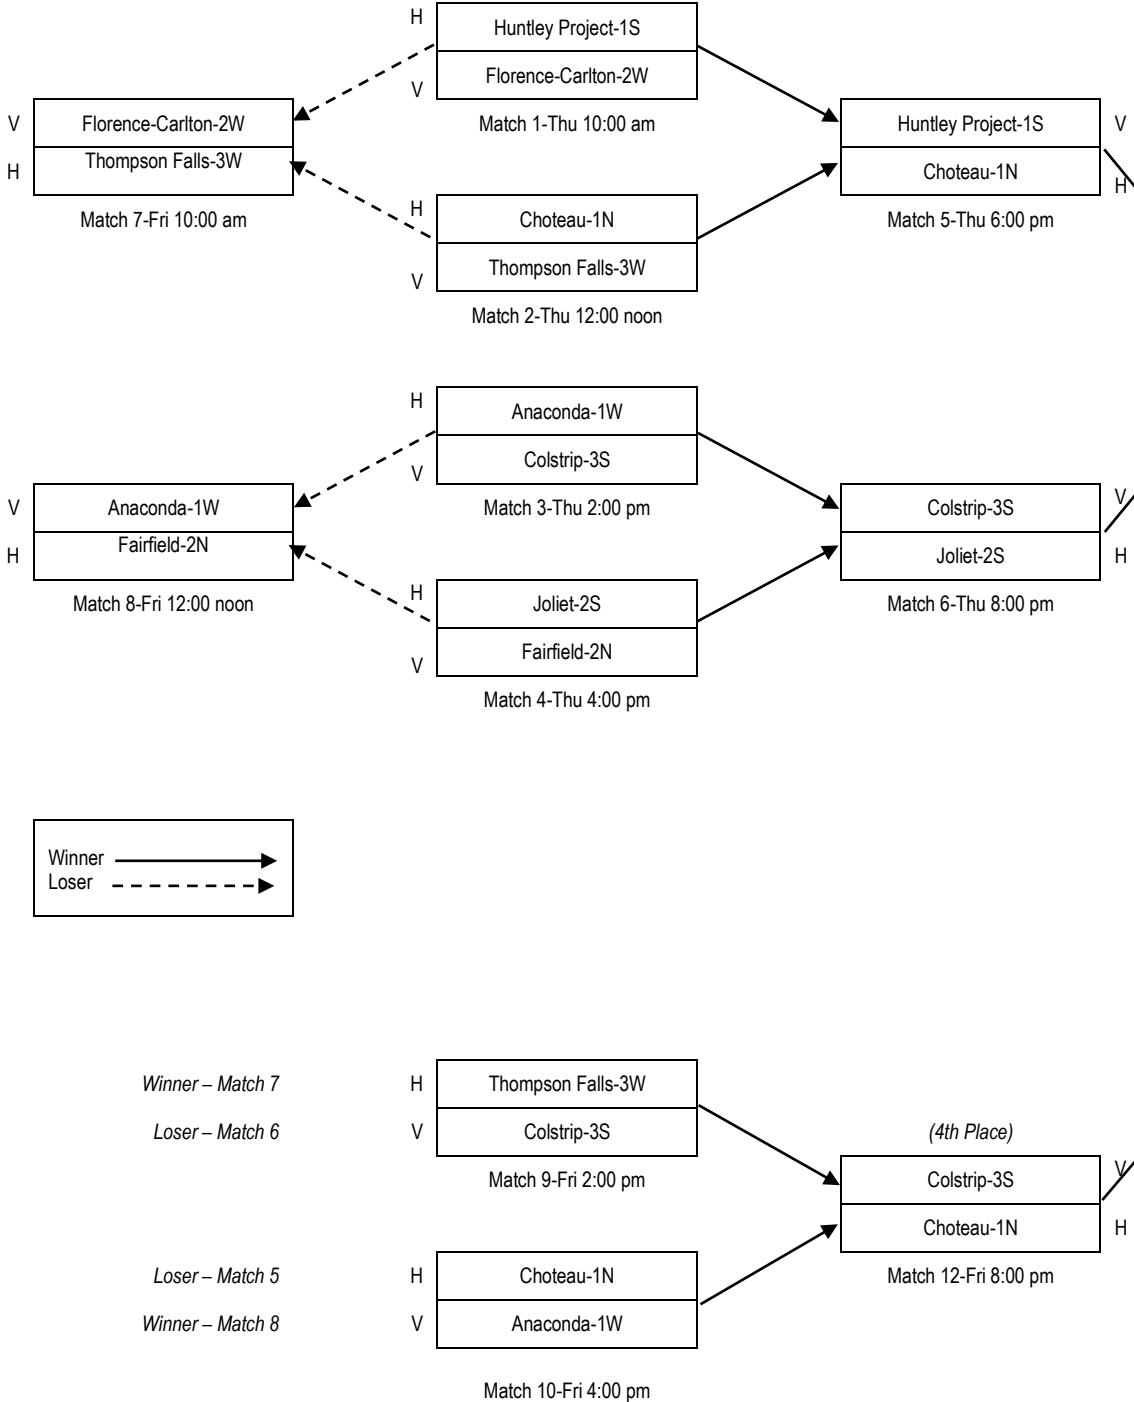 H
Huntley Project-1S
Florence-Carlton-2W
V
Match 1-Thu 10:00 am
V
Florence-Carlton-2W
H
Thompson Falls-3W
Match 7-Fri 10:00 am
Huntley Project-1S
V
Choteau-1N
H
Match 5-Thu 6:00 pm
H
Choteau-1N
V
Thompson Falls-3W
Match 2-Thu 12:00 noon
H
Anaconda-1W
V
Colstrip-3S
Match 3-Thu 2:00 pm
V
Anaconda-1W
H
Fairfield-2N
Match 8-Fri 12:00 noon
Colstrip-3S
V
Joliet-2S
H
Match 6-Thu 8:00 pm
H
Joliet-2S
V
Fairfield-2N
Match 4-Thu 4:00 pm
Winner
Loser
Winner – Match 7
H
Thompson Falls-3W
Loser – Match 6
V
Colstrip-3S
Match 9-Fri 2:00 pm
(4th Place)
Colstrip-3S
V
Choteau-1N
H
Match 12-Fri 8:00 pm
Loser – Match 5
H
Choteau-1N
Winner – Match 8
V
Anaconda-1W
Match 10-Fri 4:00 pm